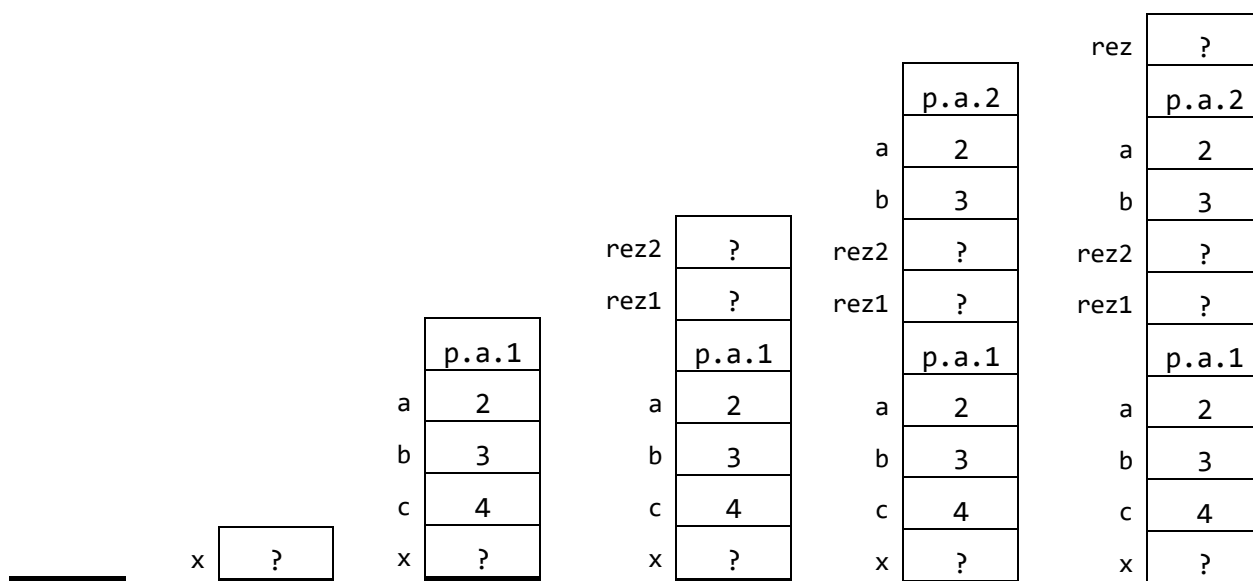 rez ?
p.a.2 p.a.2
a 2 a 2
b 3 b 3
rez2 ? rez2 ? rez2 ?
rez1 ? rez1 ? rez1 ?
p.a.1 p.a.1 p.a.1 p.a.1
a 2 a 2 a 2 a 2
b 3 b 3 b 3 b 3
c 4 c 4 c 4 c 4
x ? x ? x ? x ? x ?